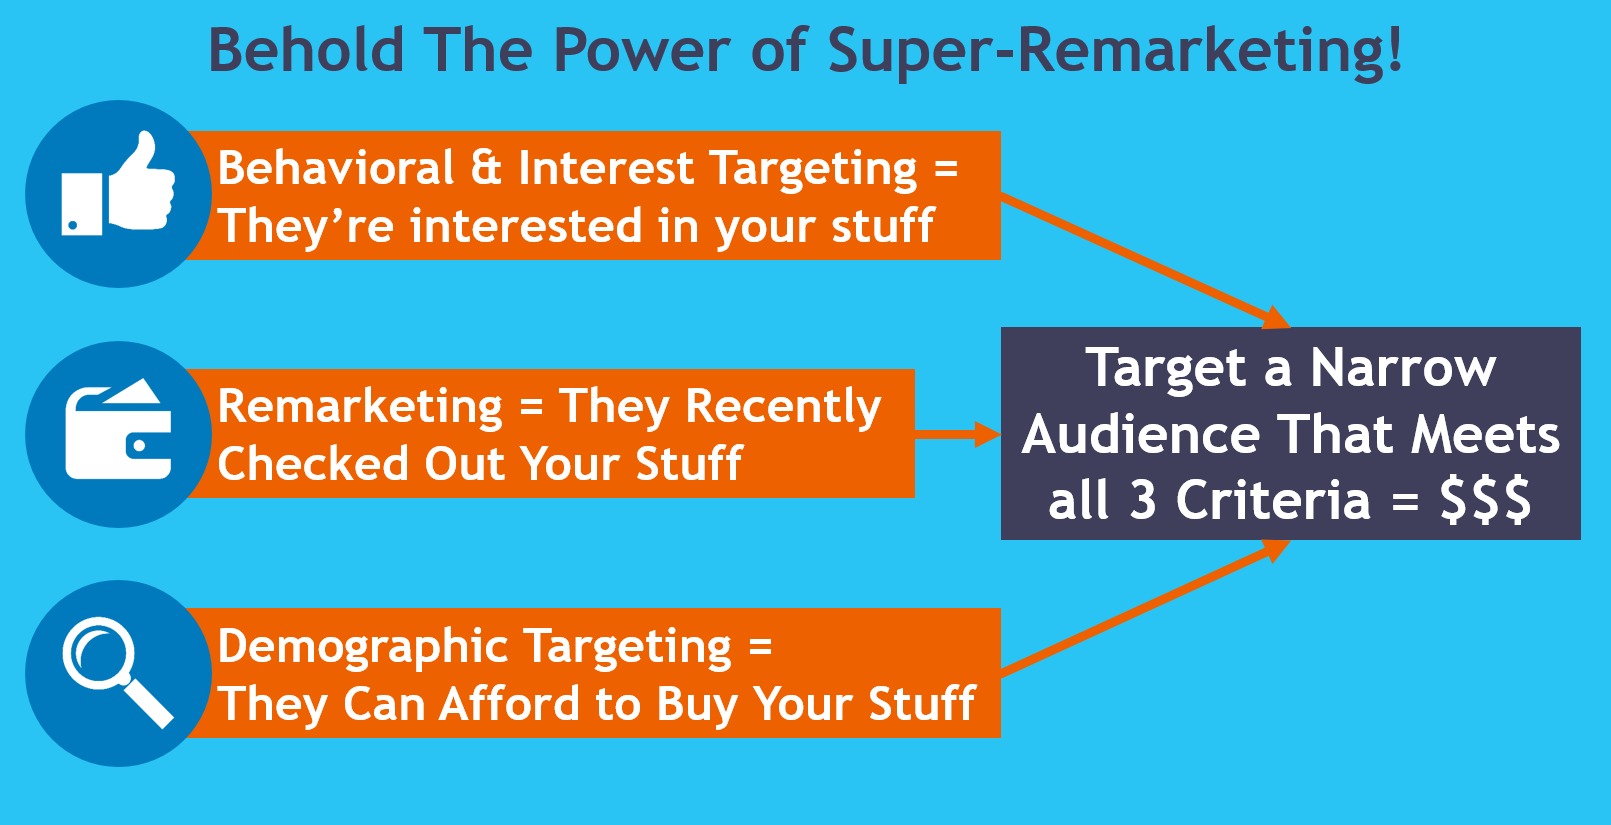 Behold The Power of Super-Remarketing!
Behavioral & Interest Targeting =
They’re interested in your stuff
Remarketing = They Recently
Checked Out Your Stuff
Demographic Targeting =
They Can Afford to Buy Your Stuff
Target a Narrow
Audience That Meets
all 3 Criteria = $$$